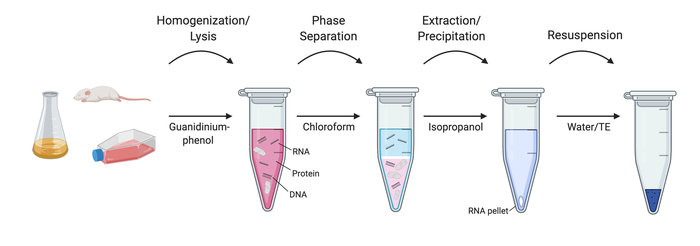 Homogenization/
Lysis
Phase
Separation
Extraction/
Precipitation
Resuspension
Guanidinium-
phenol
Chloroform
Isopropanol
Water/TE
RNA
Protein
DNA
RNA pellet